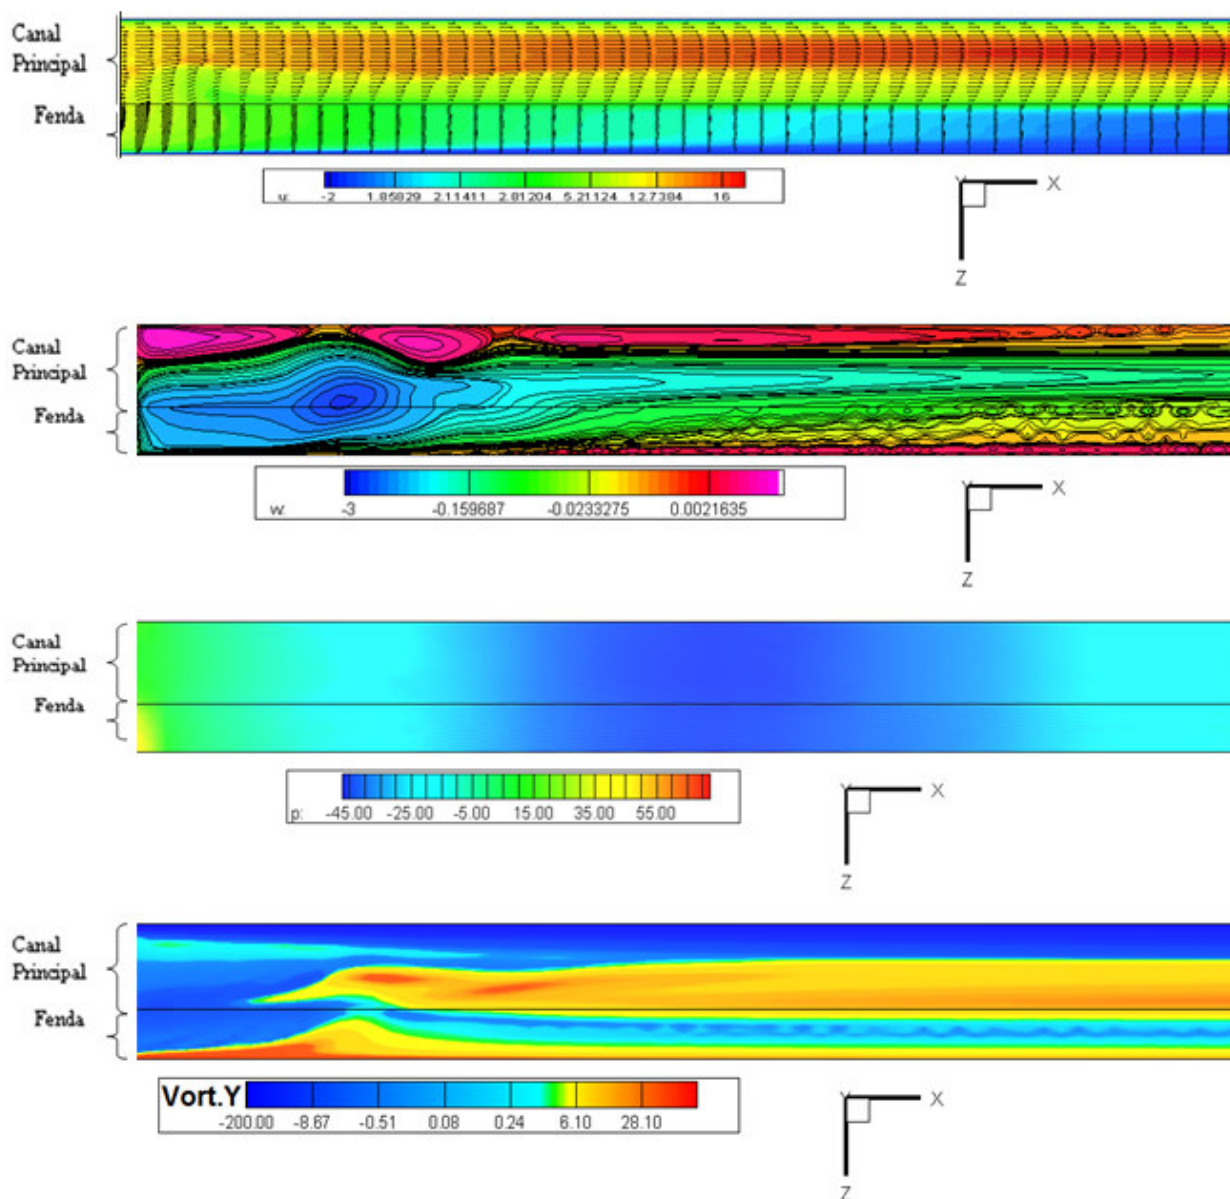 Canal
Principal
Fenda
u: -2 1.85829 2.11411 2.81204 5.21124 12.7384 16
Y X
Z
Canal
Principal
Fenda
w: -3 -0.159687 -0.0233275 0.0021635
Y X
Z
Canal
Principal
Fenda
p: -45.00 -25.00 -5.00 15.00 35.00 55.00
Y X
Z
Canal
Principal
Fenda
Vort.Y
-200.00 -8.67 -0.51 0.08 0.24 6.10 28.10
Y X
Z